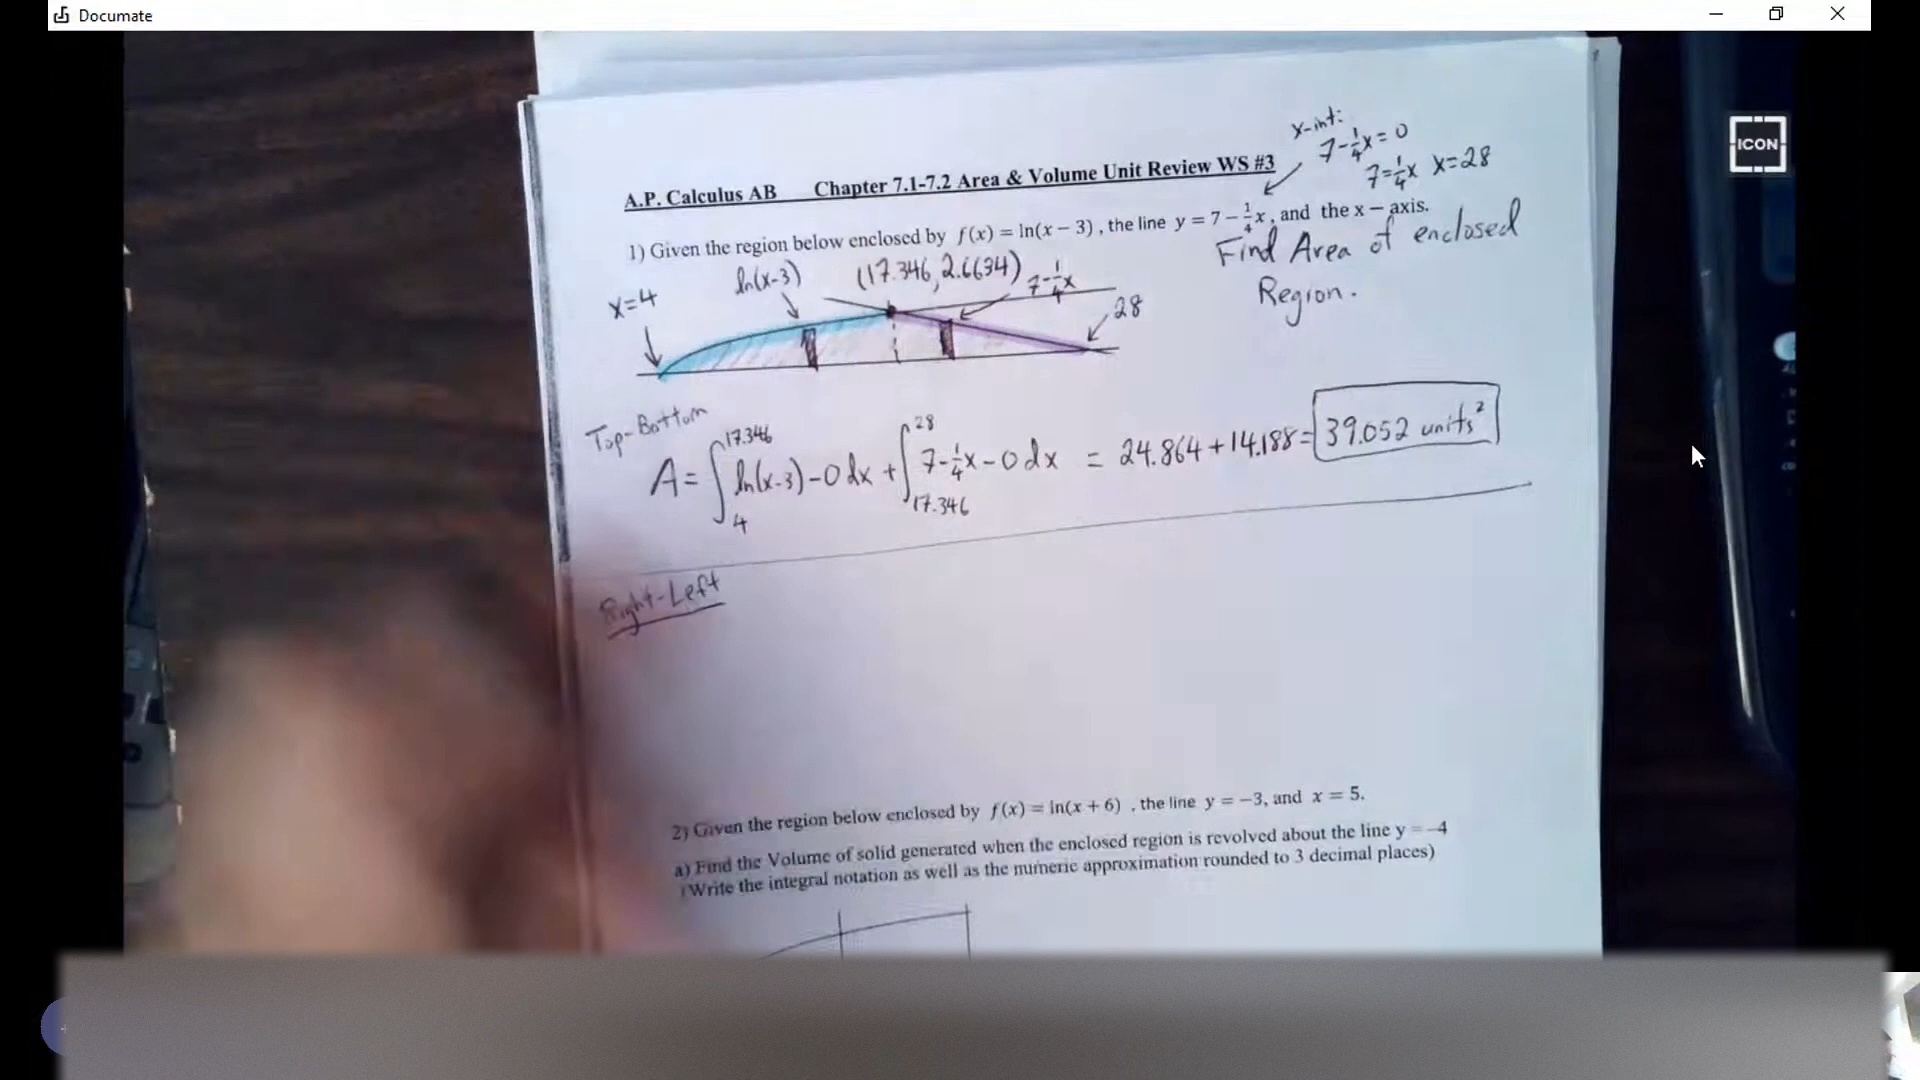 Documate
ICON
x-int:
7-1/4x=0
7=1/4x x=28
A.P. Calculus AB Chapter 7.1-7.2 Area & Volume Unit Review WS #3
1) Given the region below enclosed by f(x) = ln(x − 3), the line y = 7 − 1/4x, and the x − axis.
Find Area of enclosed
Region.
x=4
ln(x-3)
(17.346, 2.6634)
7-1/4x
28
Top-Bottom
A = ∫₄^17.346 ln(x-3)-0 dx + ∫₁₇.₃₄₆^28 7-1/4x-0 dx = 24.864+14.188= 39.052 units²
Right-Left
2) Given the region below enclosed by f(x) = ln(x + 6), the line y = −3, and x = 5.
a) Find the Volume of solid generated when the enclosed region is revolved about the line y = −4
(Write the integral notation as well as the numeric approximation rounded to 3 decimal places)